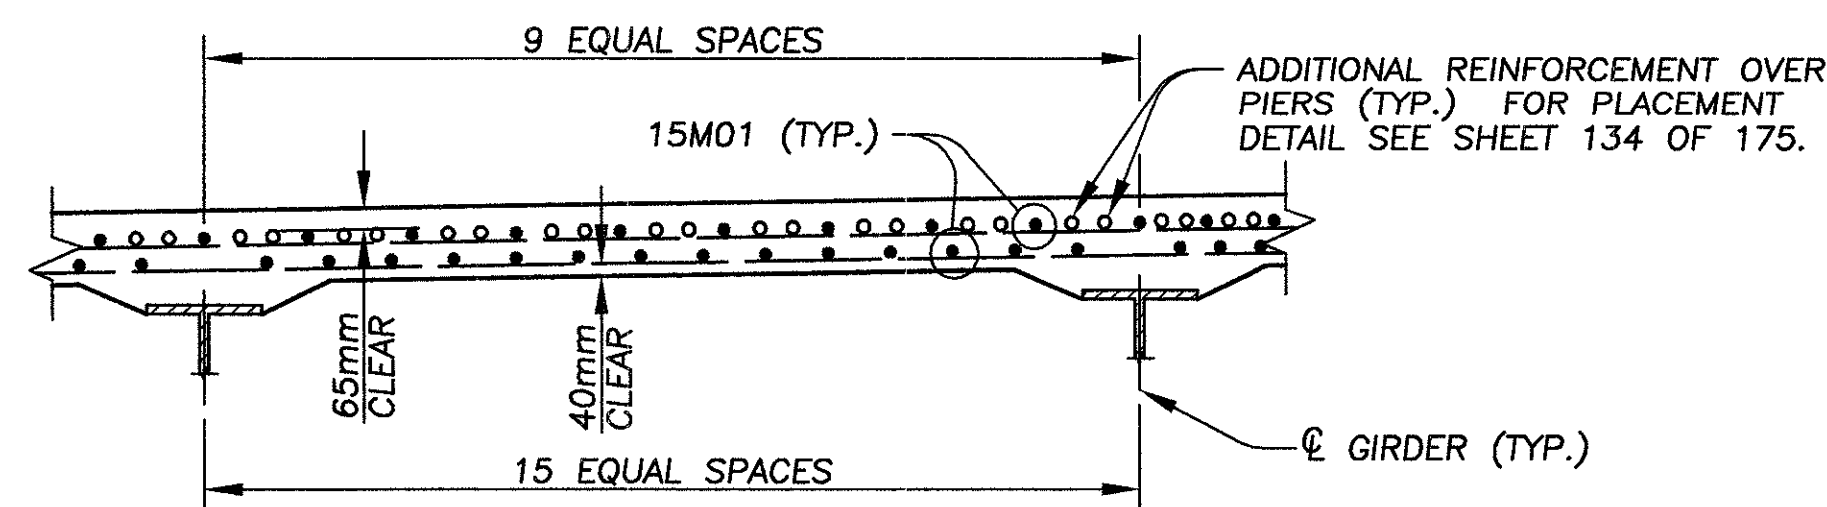 9 EQUAL SPACES
ADDITIONAL REINFORCEMENT OVER
PIERS (TYP.) FOR PLACEMENT
DETAIL SEE SHEET 134 OF 175.
15M01 (TYP.)
65mm
CLEAR
40mm
CLEAR
℄ GIRDER (TYP.)
15 EQUAL SPACES